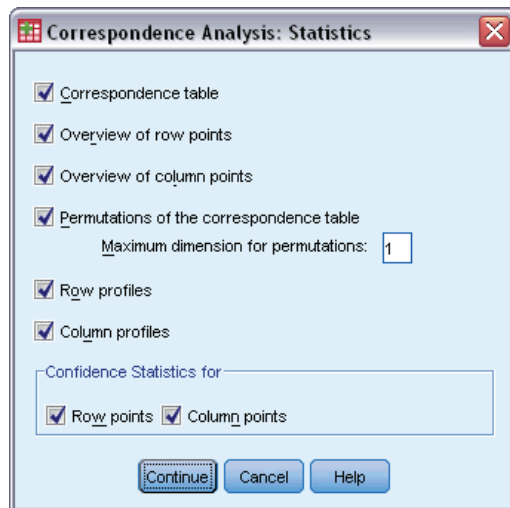 Correspondence Analysis: Statistics
Correspondence table
Overview of row points
Overview of column points
Permutations of the correspondence table
Maximum dimension for permutations: 1
Row profiles
Column profiles
Confidence Statistics for
Row points Column points
Continue Cancel Help